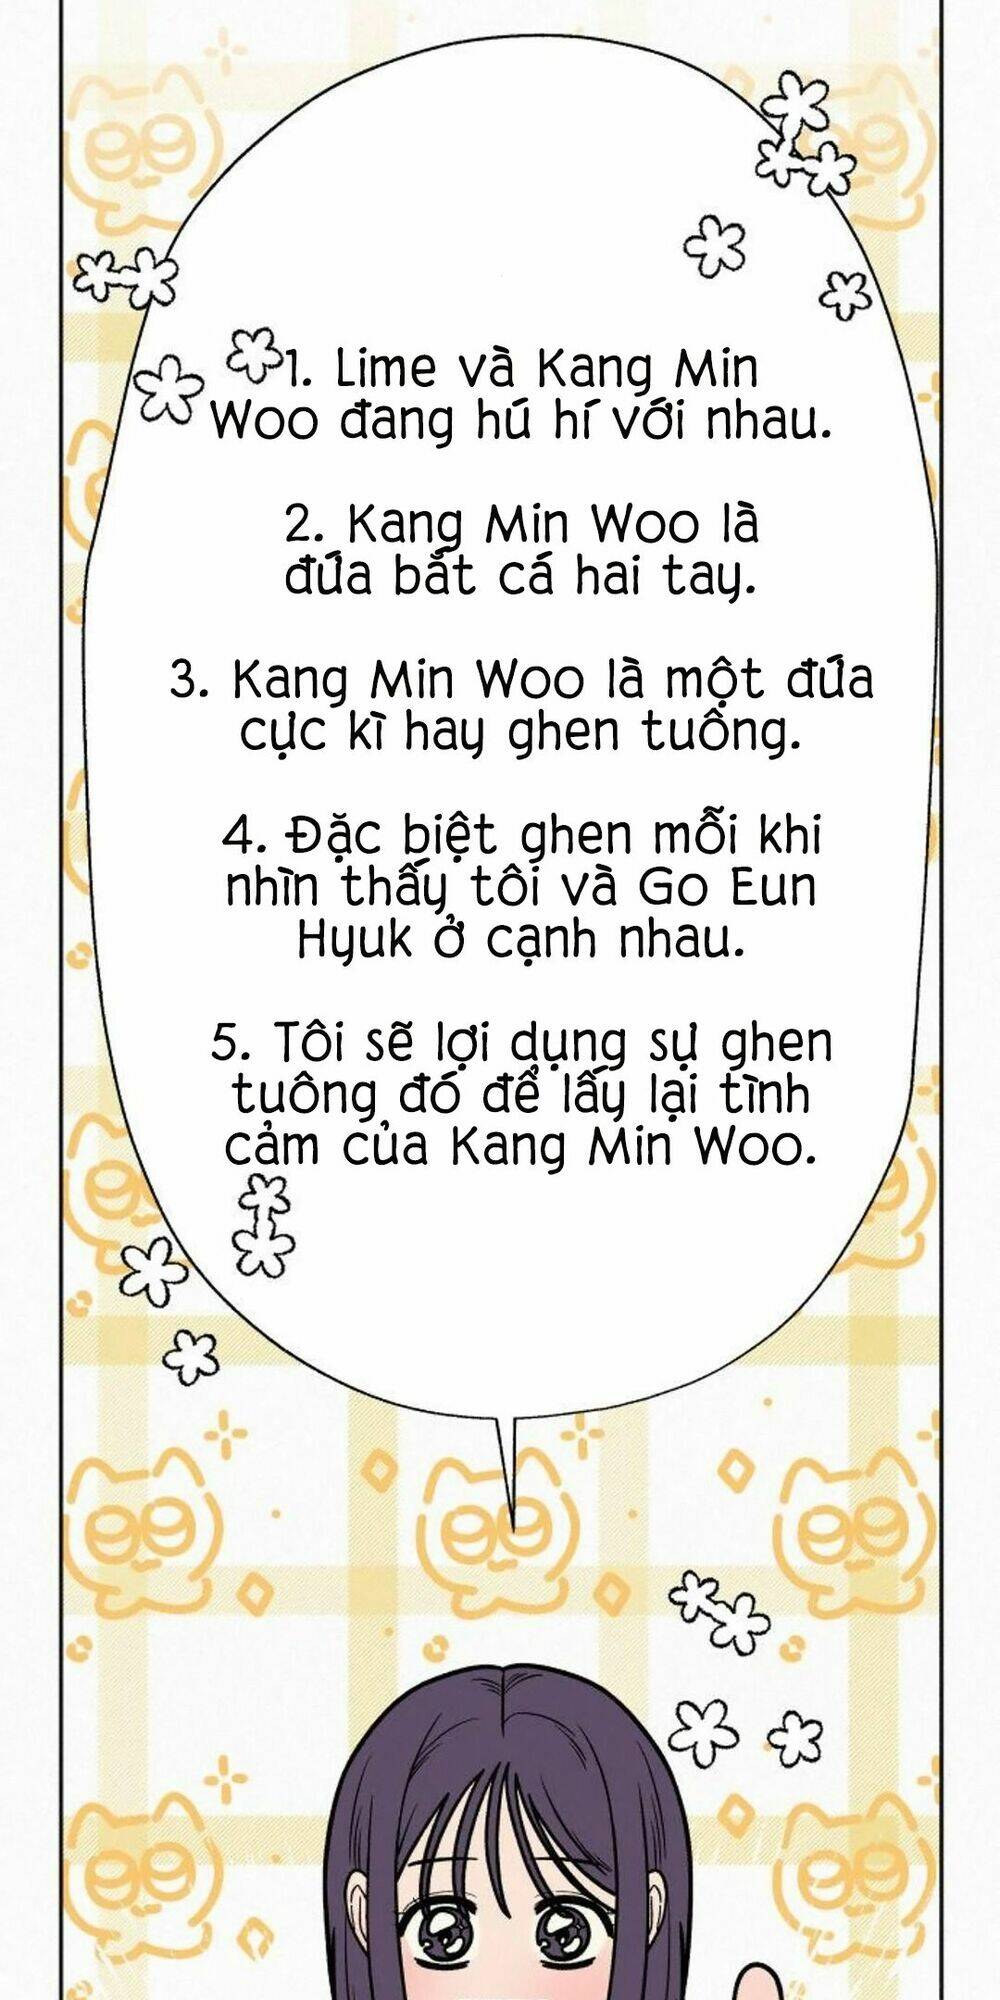 1. Lime và Kang Min
Woo đang hú hí với nhau.
2. Kang Min Woo là
đứa bắt cá hai tay.
3. Kang Min Woo là một đứa
cực kì hay ghen tuông.
4. Đặc biệt ghen mỗi khi
nhìn thấy tôi và Go Eun
Hyuk ở cạnh nhau.
5. Tôi sẽ lợi dụng sự ghen
tuông đó để lấy lại tình
cảm của Kang Min Woo.